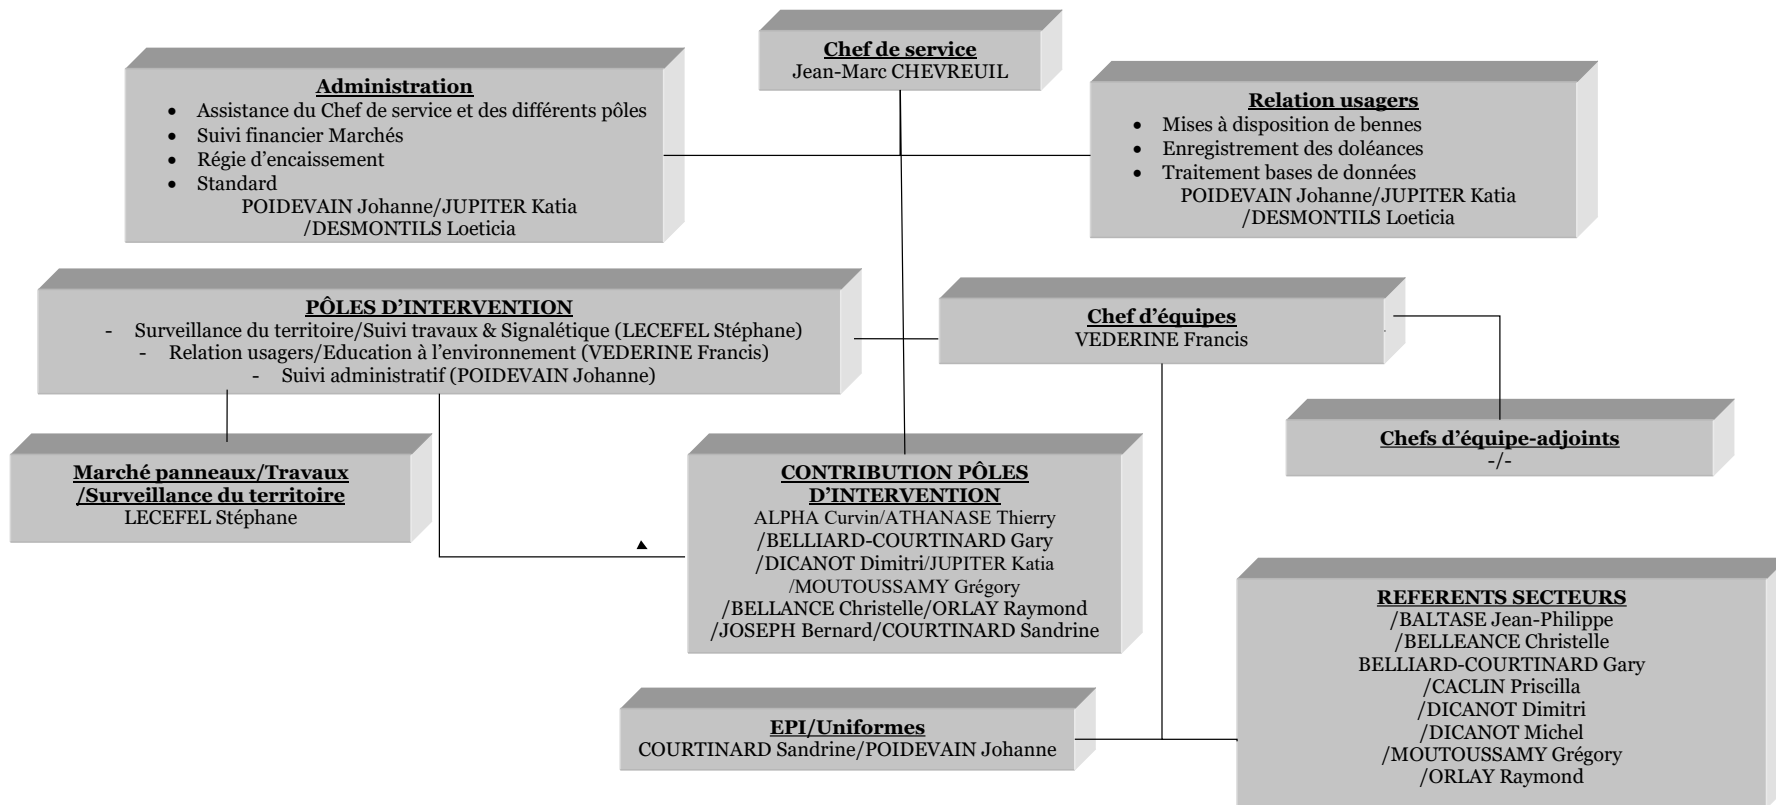 Chef de service
Jean-Marc CHEVREUIL
Administration
• Assistance du Chef de service et des différents pôles
• Suivi financier Marchés
• Régie d’encaissement
• Standard
POIDEVAIN Johanne/JUPITER Katia
/DESMONTILS Loeticia
Relation usagers
• Mises à disposition de bennes
• Enregistrement des doléances
• Traitement bases de données
POIDEVAIN Johanne/JUPITER Katia
/DESMONTILS Loeticia
PÔLES D’INTERVENTION
- Surveillance du territoire/Suivi travaux & Signalétique (LECEFEL Stéphane)
- Relation usagers/Education à l’environnement (VEDERINE Francis)
- Suivi administratif (POIDEVAIN Johanne)
Chef d’équipes
VEDERINE Francis
Chefs d’équipe-adjoints
-/-
Marché panneaux/Travaux
/Surveillance du territoire
LECEFEL Stéphane
CONTRIBUTION PÔLES
D’INTERVENTION
ALPHA Curvin/ATHANASE Thierry
/BELLIARD-COURTINARD Gary
/DICANOT Dimitri/JUPITER Katia
/MOUTOUSSAMY Grégory
/BELLANCE Christelle/ORLAY Raymond
/JOSEPH Bernard/COURTINARD Sandrine
REFERENTS SECTEURS
/BALTASE Jean-Philippe
/BELLEANCE Christelle
BELLIARD-COURTINARD Gary
/CACLIN Priscilla
/DICANOT Dimitri
/DICANOT Michel
/MOUTOUSSAMY Grégory
/ORLAY Raymond
EPI/Uniformes
COURTINARD Sandrine/POIDEVAIN Johanne